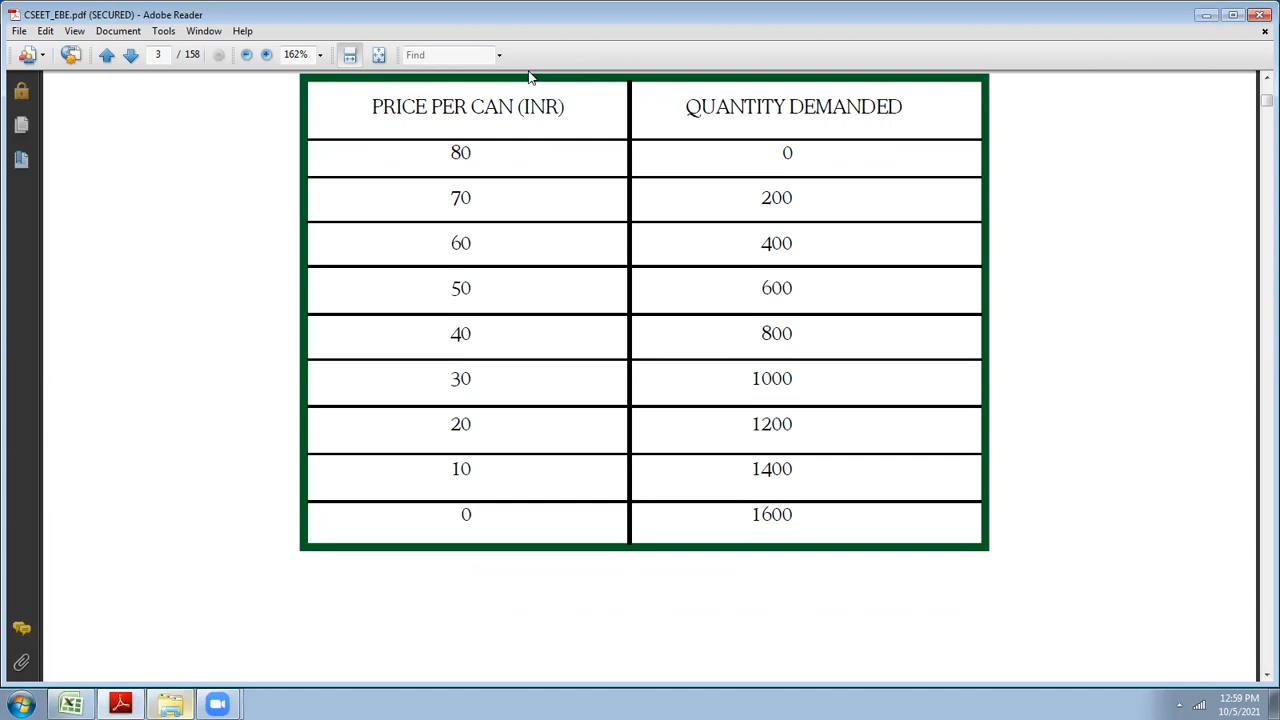 CSEET_EBE.pdf (SECURED) - Adobe Reader
File Edit View Document Tools Window Help
3 / 158 162% Find
PRICE PER CAN (INR) QUANTITY DEMANDED
80 0
70 200
60 400
50 600
40 800
30 1000
20 1200
10 1400
0 1600
12:59 PM
10/5/2021